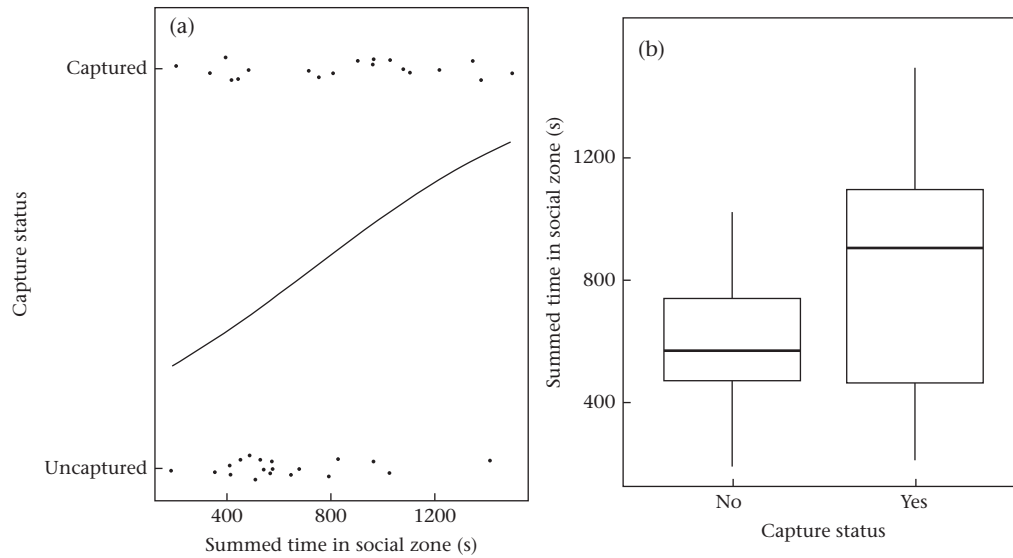 (a)
Captured
Capture status
Uncaptured
400 800 1200
Summed time in social zone (s)
(b)
Summed time in social zone (s)
1200
800
400
No Yes
Capture status